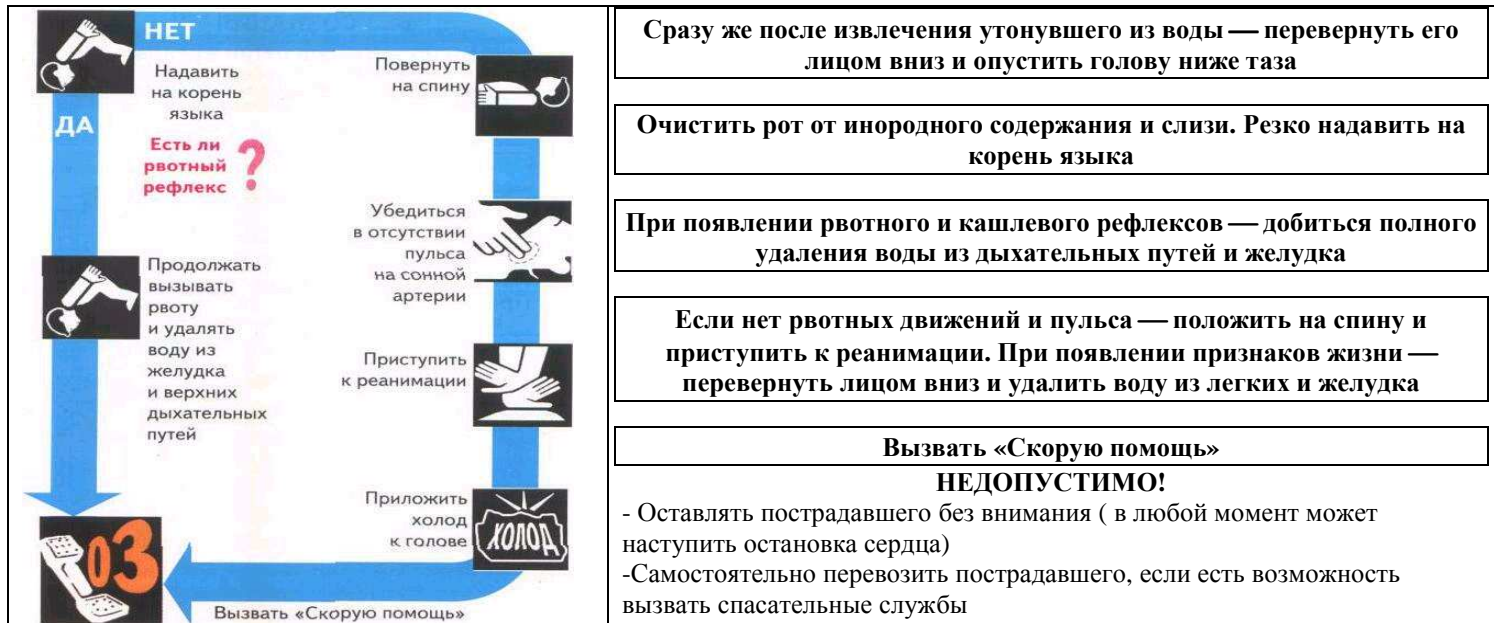 НЕТ
Надавить
на корень
языка
ДА
Есть ли
рвотный
рефлекс
?
Продолжать
вызывать
рвоту
и удалять
воду из
желудка
и верхних
дыхательных
путей
Повернуть
на спину
Убедиться
в отсутствии
пульса
на сонной
артерии
Приступить
к реанимации
Приложить
холод
к голове
ХОЛОД
03
Вызвать «Скорую помощь»
Сразу же после извлечения утонувшего из воды — перевернуть его
лицом вниз и опустить голову ниже таза
Очистить рот от инородного содержания и слизи. Резко надавить на
корень языка
При появлении рвотного и кашлевого рефлексов — добиться полного
удаления воды из дыхательных путей и желудка
Если нет рвотных движений и пульса — положить на спину и
приступить к реанимации. При появлении признаков жизни —
перевернуть лицом вниз и удалить воду из легких и желудка
Вызвать «Скорую помощь»
НЕДОПУСТИМО!
- Оставлять пострадавшего без внимания ( в любой момент может
наступить остановка сердца)
-Самостоятельно перевозить пострадавшего, если есть возможность
вызвать спасательные службы